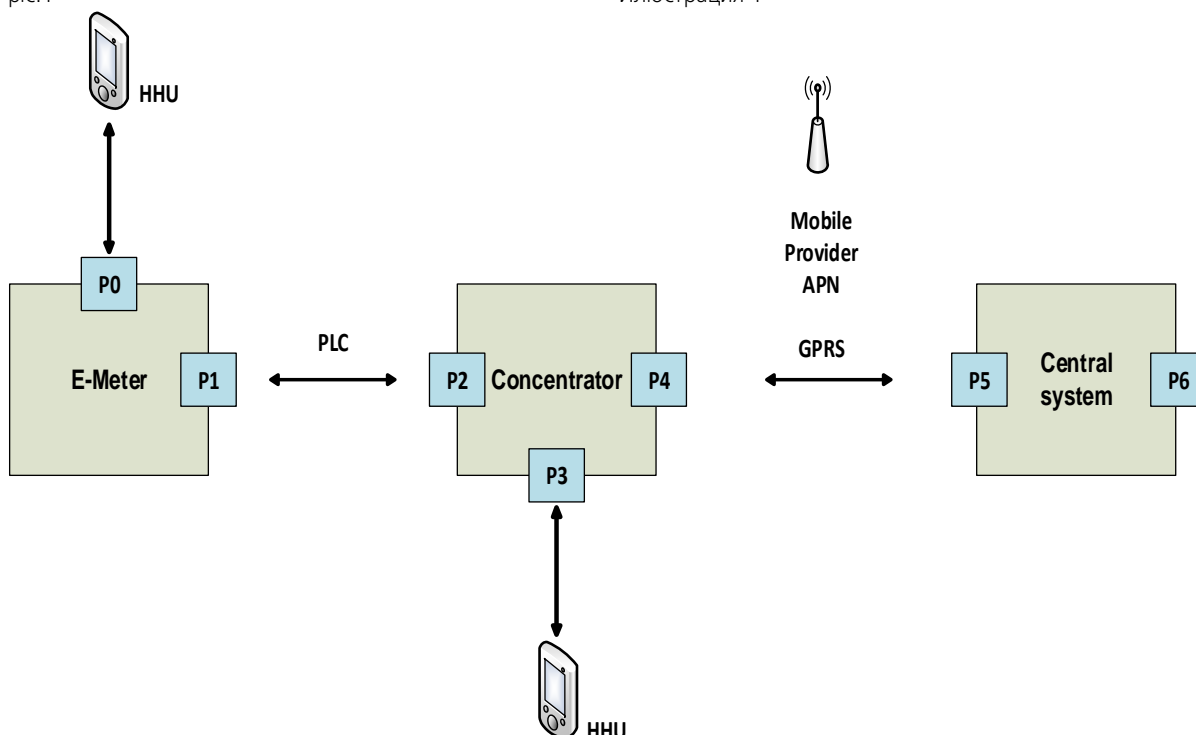 HHU
Mobile
Provider
APN
P0
PLC
GPRS
E-Meter
P1
P2
Concentrator
P4
P5
Central
system
P6
P3
HHU